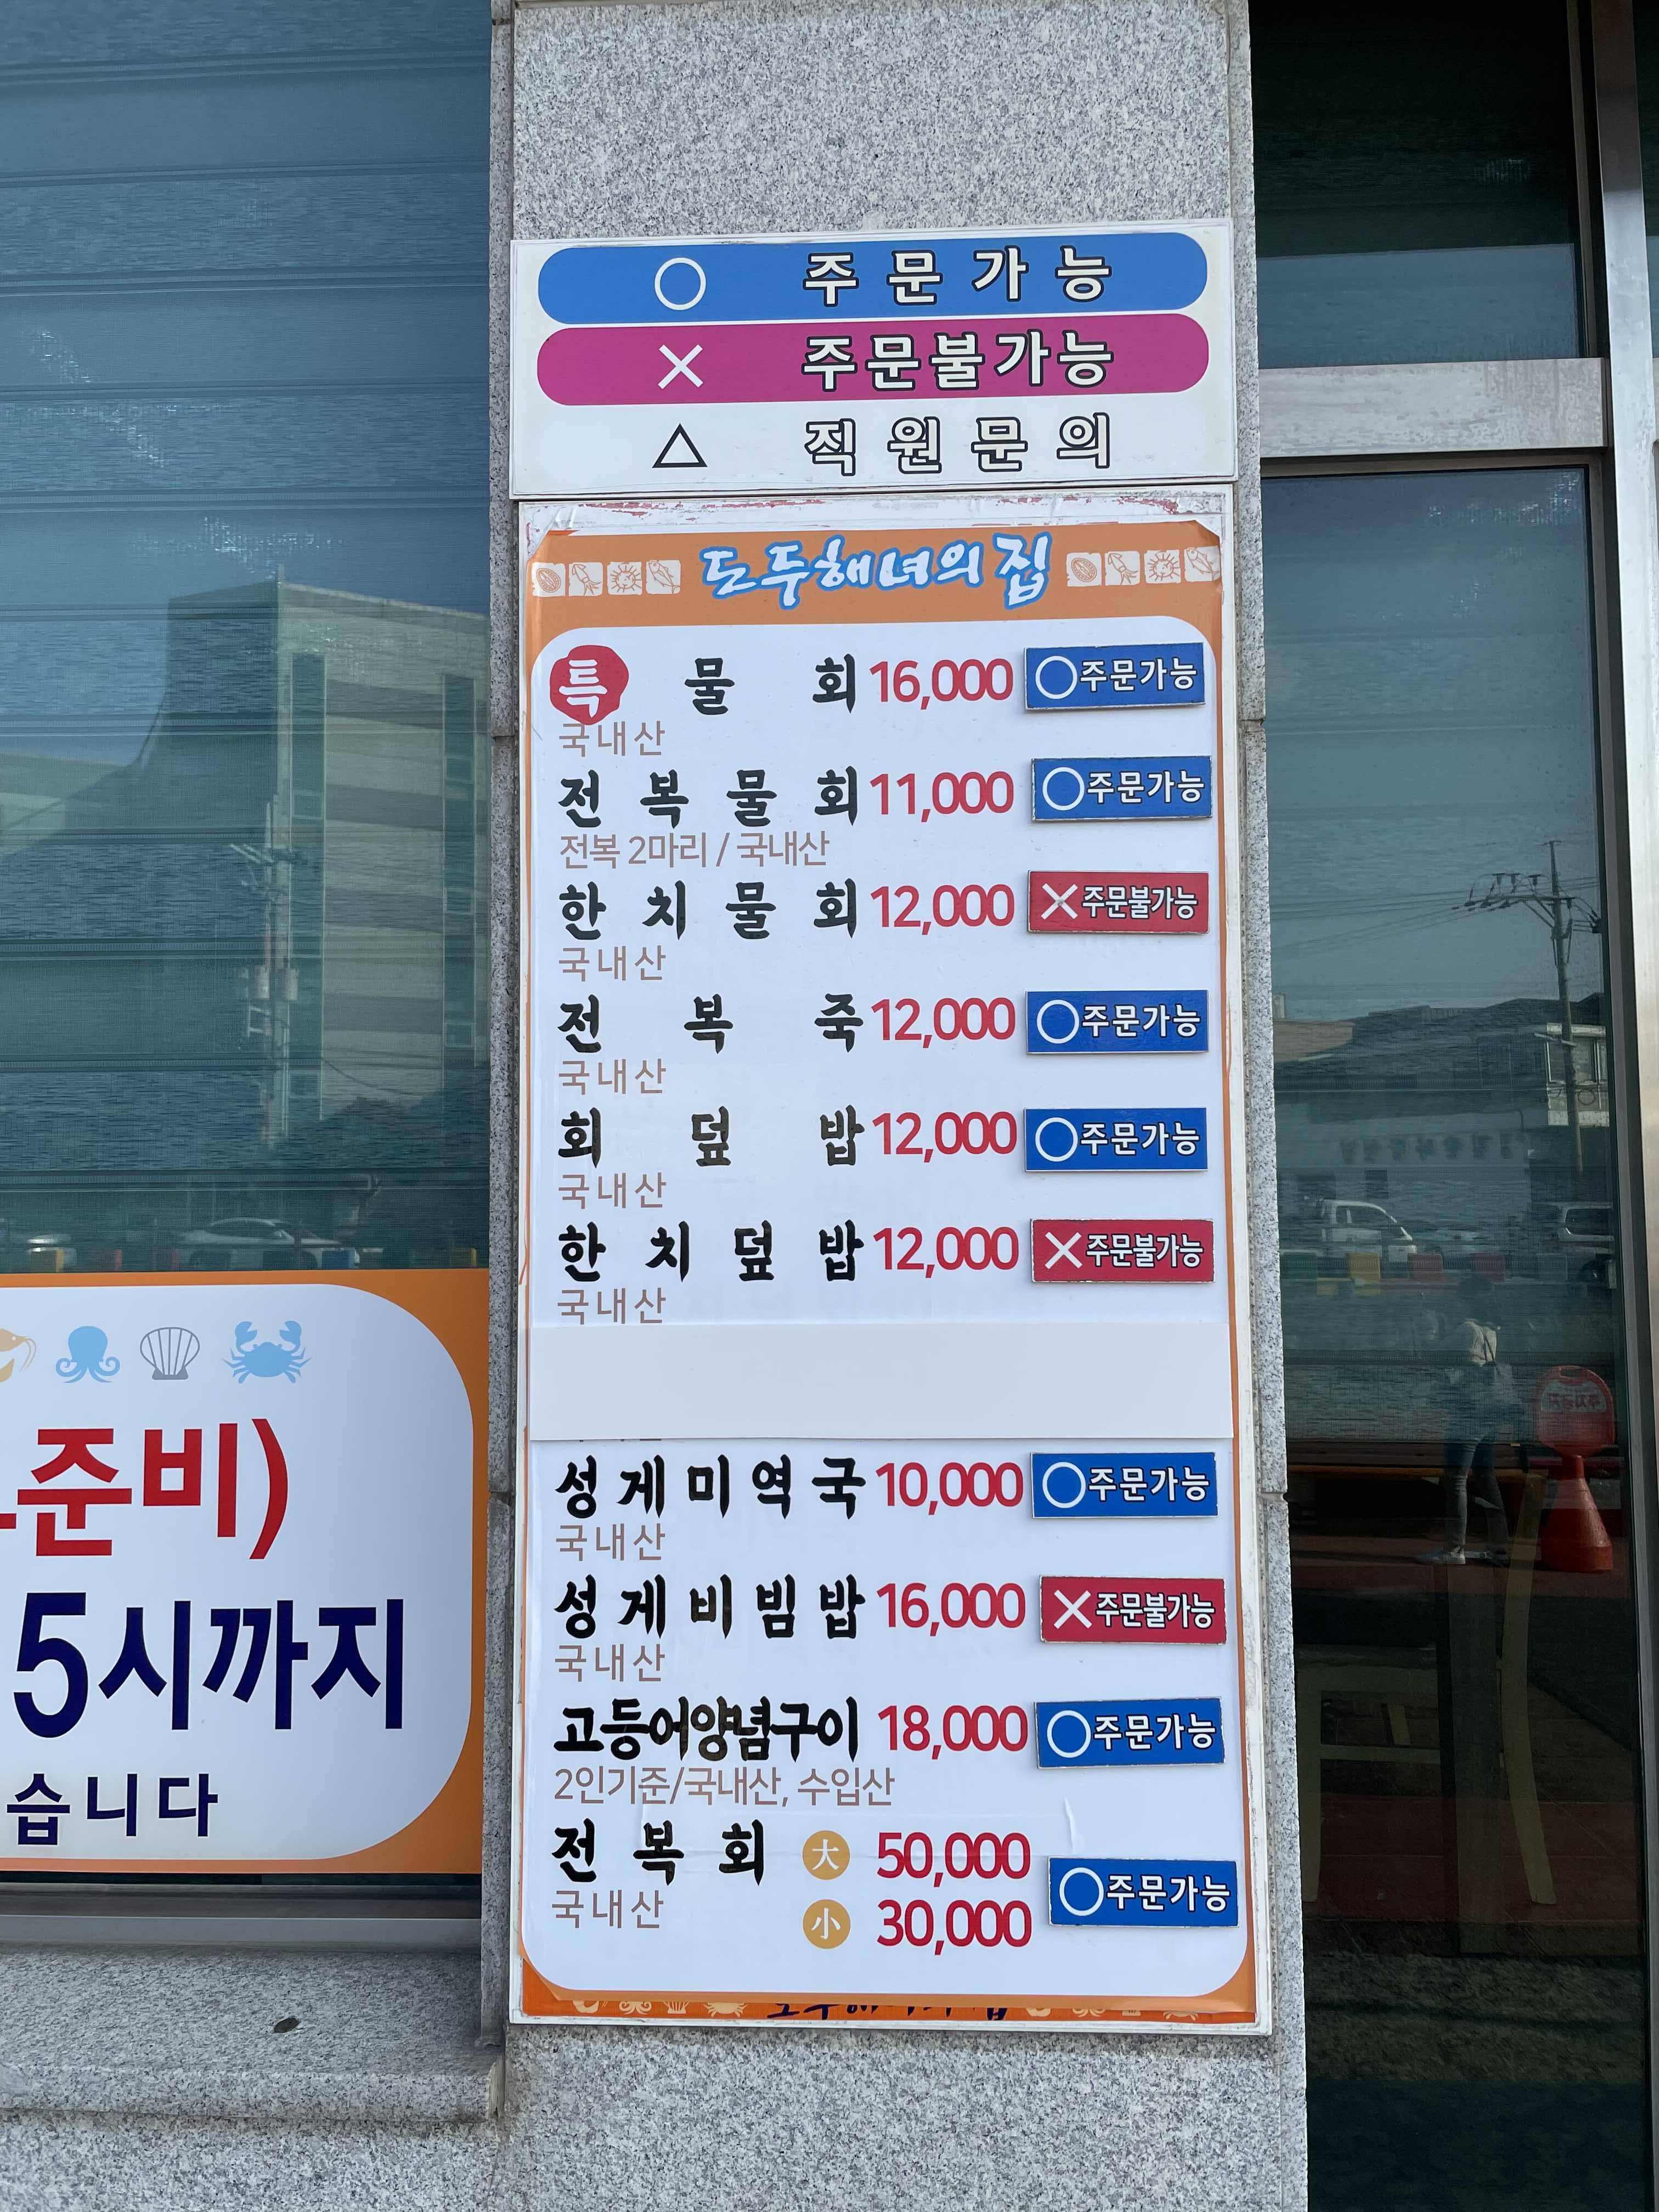 ○ 주문가능
× 주문불가능
△ 직원문의
도두해녀의집
특 물 회 16,000 ○주문가능
국내산
전복물회 11,000 ○주문가능
전복 2마리 / 국내산
한치물회 12,000 ×주문불가능
국내산
전복죽 12,000 ○주문가능
국내산
회덮밥 12,000 ○주문가능
국내산
한치덮밥 12,000 ×주문불가능
국내산
성게미역국 10,000 ○주문가능
국내산
성게비빔밥 16,000 ×주문불가능
국내산
고등어양념구이 18,000 ○주문가능
2인기준/국내산, 수입산
전복회 大 50,000 ○주문가능
국내산 小 30,000
준비)
5시까지
습니다